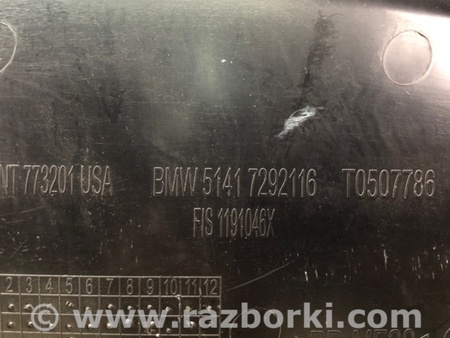 NT 773201 USA BMW 5141 7292116 T0507786
FIS 1191046X
2 3 4 5 6 7 8 9 10 11 12
www.razborki.com